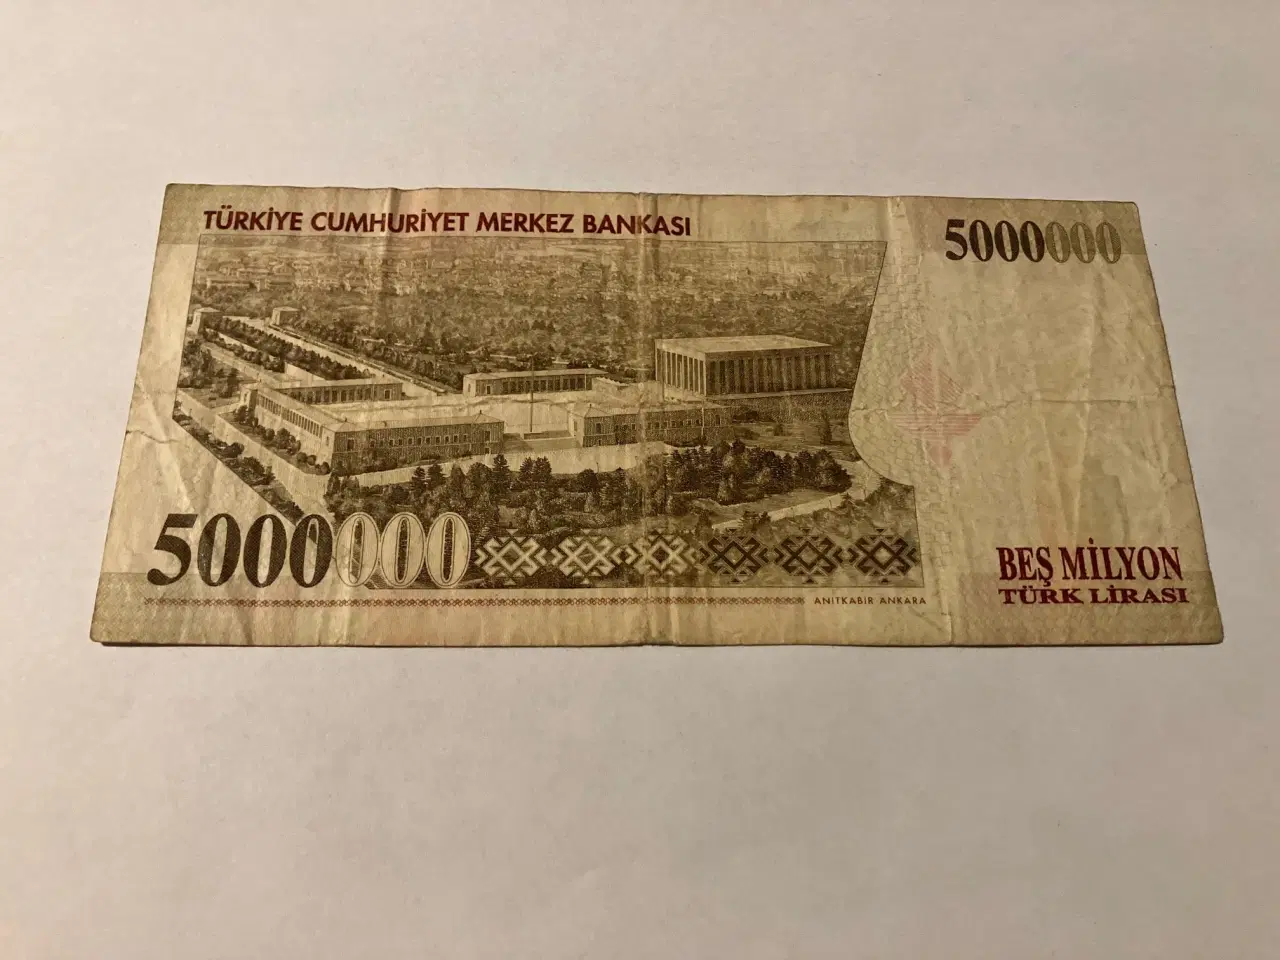 TÜRKİYE CUMHURİYET MERKEZ BANKASI
5000000
5000000
BEŞ MİLYON
TÜRK LİRASI
ANITKABİR ANKARA